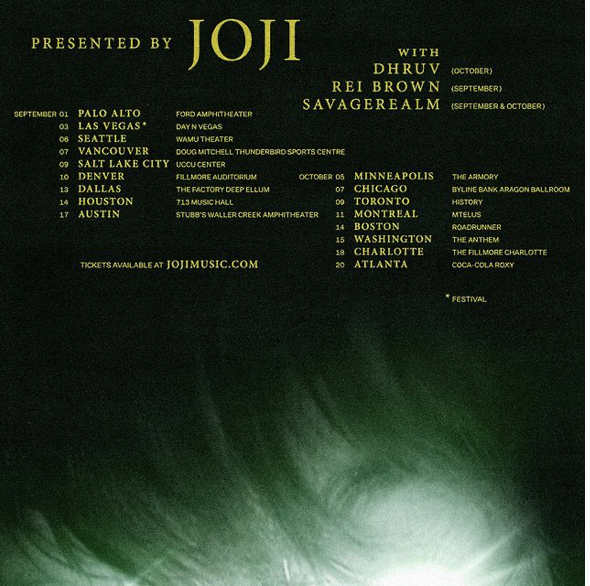 PRESENTED BY JOJI
WITH
DHRUV (OCTOBER)
REI BROWN (SEPTEMBER)
SAVAGEREALM (SEPTEMBER & OCTOBER)
SEPTEMBER 01 PALO ALTO FORD AMPHITHEATER
03 LAS VEGAS* DAY N VEGAS
06 SEATTLE WAMU THEATER
07 VANCOUVER DOUG MITCHELL THUNDERBIRD SPORTS CENTRE
09 SALT LAKE CITY UCCU CENTER
10 DENVER FILLMORE AUDITORIUM
13 DALLAS THE FACTORY DEEP ELLUM
14 HOUSTON 713 MUSIC HALL
17 AUSTIN STUBB'S WALLER CREEK AMPHITHEATER
OCTOBER 05 MINNEAPOLIS THE ARMORY
07 CHICAGO BYLINE BANK ARAGON BALLROOM
09 TORONTO HISTORY
11 MONTREAL MTELUS
14 BOSTON ROADRUNNER
15 WASHINGTON THE ANTHEM
18 CHARLOTTE THE FILLMORE CHARLOTTE
20 ATLANTA COCA-COLA ROXY
TICKETS AVAILABLE AT JOJIMUSIC.COM
* FESTIVAL